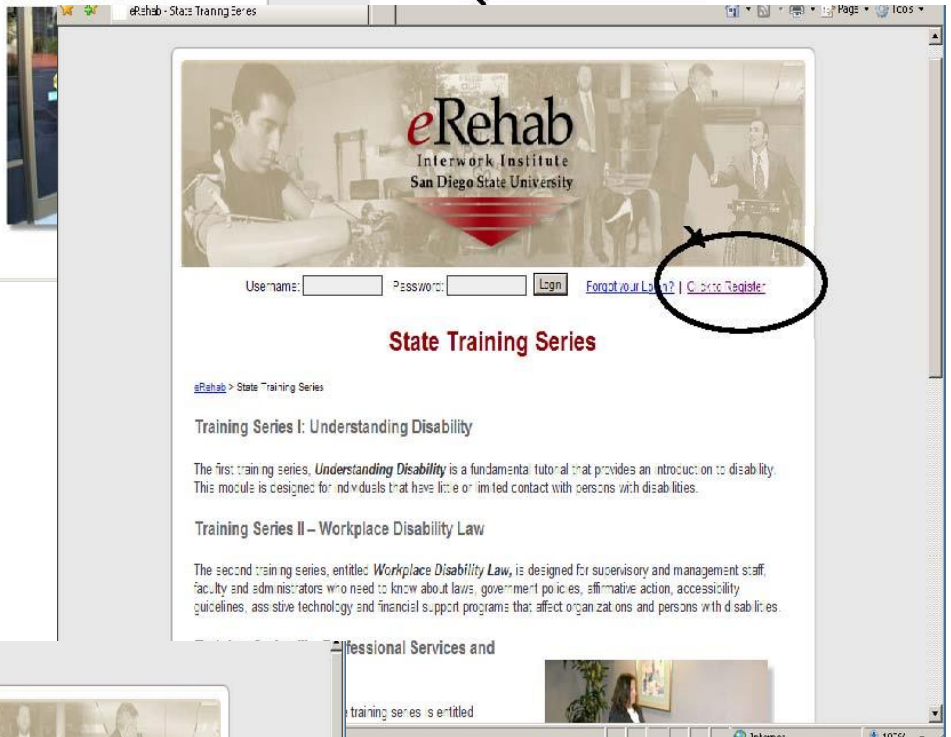 eRehab - State Training Series
Page
Tools
eRehab
Interwork Institute
San Diego State University
Username: Password: Login Forgot your Login? | Click to Register
State Training Series
eRehab > State Training Series
Training Series I: Understanding Disability
The first training series, Understanding Disability is a fundamental tutorial that provides an introduction to disability.
This module is designed for individuals that have little or limited contact with persons with disabilities.
Training Series II – Workplace Disability Law
The second training series, entitled Workplace Disability Law, is designed for supervisory and management staff,
faculty and administrators who need to know about laws, government policies, affirmative action, accessibility
guidelines, assistive technology and financial support programs that affect organizations and persons with disabilities.
fessional Services and
training series is entitled